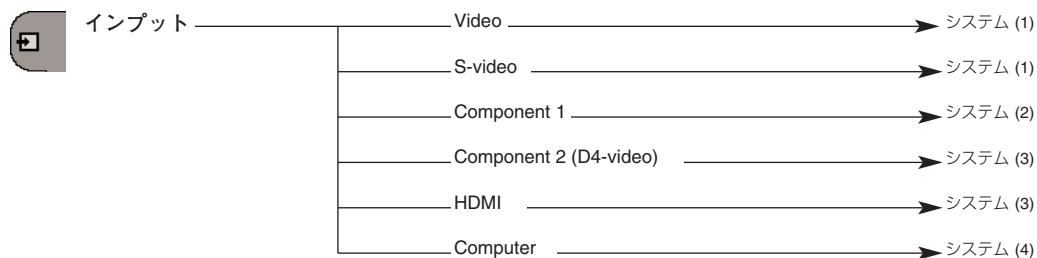 インプット Video システム (1)
S-video システム (1)
Component 1 システム (2)
Component 2 (D4-video) システム (3)
HDMI システム (3)
Computer システム (4)